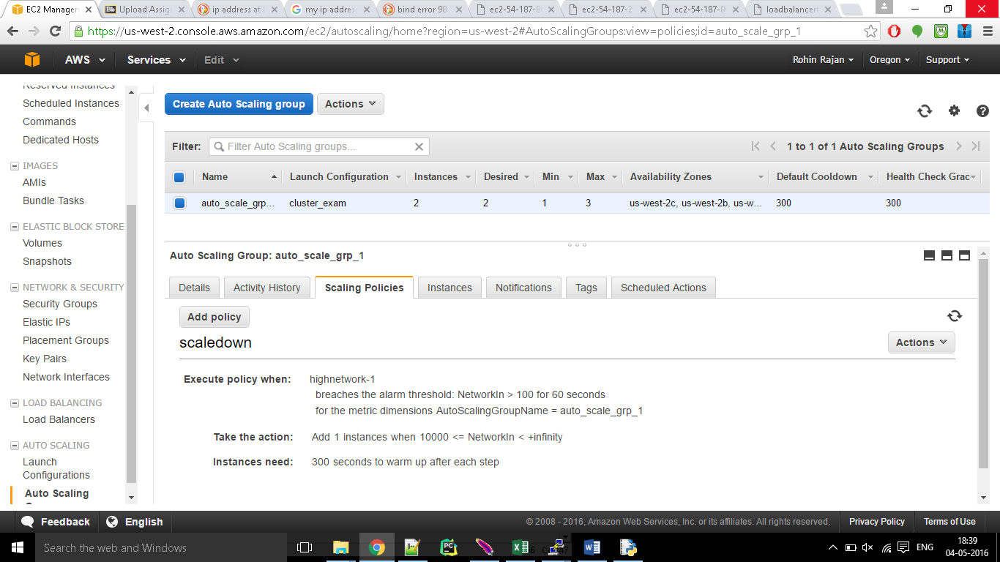 EC2 Manageme
Bb Upload Assign
ip address at l
my ip address
bind error 98
ec2-54-187-8
ec2-54-187-2
ec2-54-187-6
loadbalancer
https://us-west-2.console.aws.amazon.com/ec2/autoscaling/home?region=us-west-2#AutoScalingGroups:view=policies;id=auto_scale_grp_1
AWS Services Edit Rohin Rajan Oregon Support
Reserved Instances
Scheduled Instances
Commands
Dedicated Hosts
IMAGES
AMIs
Bundle Tasks
ELASTIC BLOCK STORE
Volumes
Snapshots
NETWORK & SECURITY
Security Groups
Elastic IPs
Placement Groups
Key Pairs
Network Interfaces
LOAD BALANCING
Load Balancers
AUTO SCALING
Launch
Configurations
Auto Scaling
Create Auto Scaling group Actions
Filter: Filter Auto Scaling groups... 1 to 1 of 1 Auto Scaling Groups
Name Launch Configuration Instances Desired Min Max Availability Zones Default Cooldown Health Check Grac
auto_scale_grp... cluster_exam 2 2 1 3 us-west-2c, us-west-2b, us-w... 300 300
Auto Scaling Group: auto_scale_grp_1
Details Activity History Scaling Policies Instances Notifications Tags Scheduled Actions
Add policy
scaledown Actions
Execute policy when: highnetwork-1
breaches the alarm threshold: NetworkIn > 100 for 60 seconds
for the metric dimensions AutoScalingGroupName = auto_scale_grp_1
Take the action: Add 1 instances when 10000 <= NetworkIn < +infinity
Instances need: 300 seconds to warm up after each step
Feedback English © 2008 - 2016, Amazon Web Services, Inc. or its affiliates. All rights reserved. Privacy Policy Terms of Use
Search the web and Windows ENG 18:39
04-05-2016